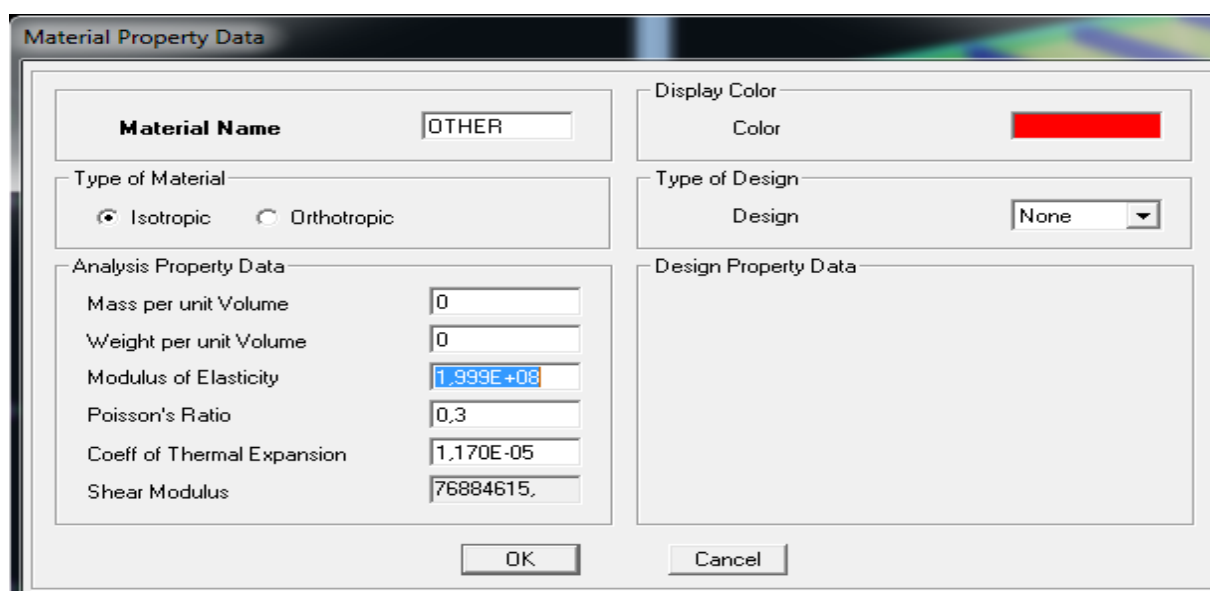 Material Property Data
Material Name OTHER
Display Color
Color
Type of Material
Isotropic Orthotropic
Type of Design
Design None
Analysis Property Data
Mass per unit Volume 0
Weight per unit Volume 0
Modulus of Elasticity 1,999E+08
Poisson's Ratio 0,3
Coeff of Thermal Expansion 1,170E-05
Shear Modulus 76884615,
Design Property Data
OK Cancel